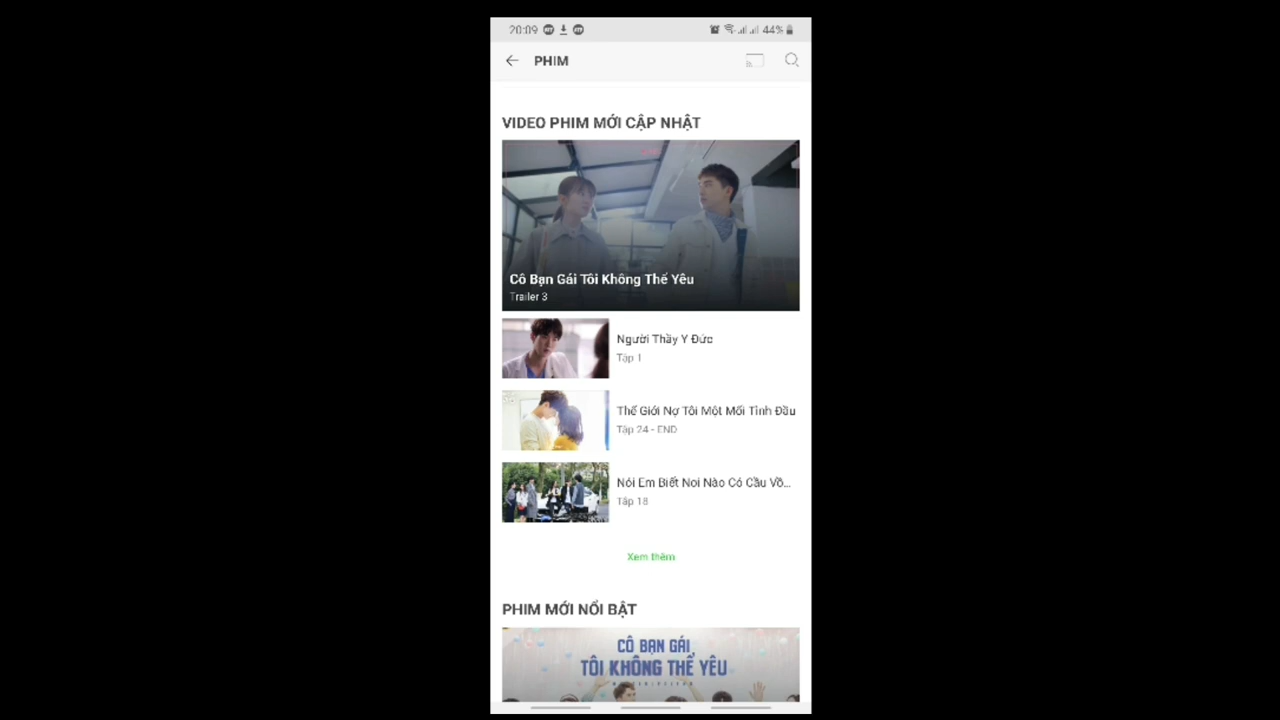 20:09
44%
PHIM
VIDEO PHIM MỚI CẬP NHẬT
Cô Bạn Gái Tôi Không Thể Yêu
Trailer 3
Người Thầy Y Đức
Tập 1
Thế Giới Nợ Tôi Một Mối Tình Đầu
Tập 24 - END
Nói Em Biết Nơi Nào Có Cầu Vồ...
Tập 18
Xem thêm
PHIM MỚI NỔI BẬT
CÔ BẠN GÁI
TÔI KHÔNG THỂ YÊU